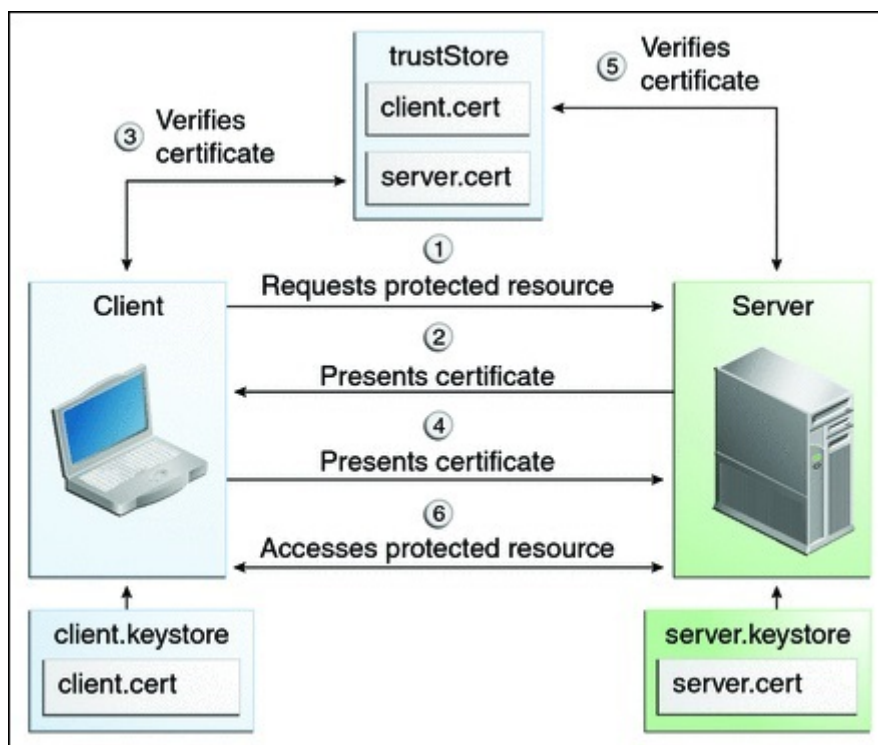 trustStore
client.cert
server.cert
③ Verifies
certificate
⑤ Verifies
certificate
①
Requests protected resource
②
Presents certificate
④
Presents certificate
⑥
Accesses protected resource
Client
Server
client.keystore
client.cert
server.keystore
server.cert